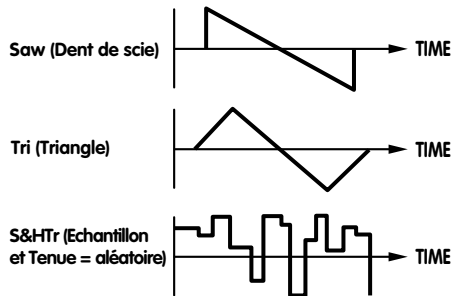 Saw (Dent de scie)
TIME
Tri (Triangle)
TIME
S&HTr (Echantillon
et Tenue = aléatoire)
TIME